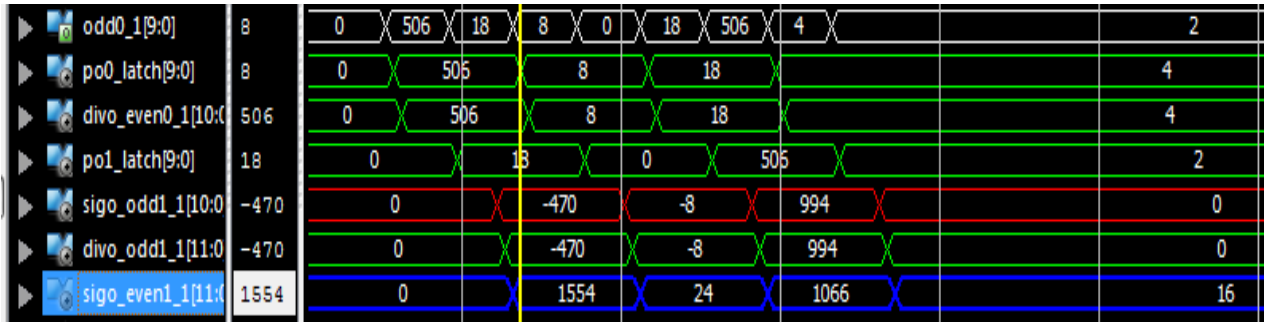 odd0_1[9:0] 8 0 506 18 8 0 18 506 4 2
po0_latch[9:0] 8 0 506 8 18 4
divo_even0_1[10:0 506 0 506 8 18 4
po1_latch[9:0] 18 0 18 0 506 2
sigo_odd1_1[10:0 -470 0 -470 -8 994 0
divo_odd1_1[11:0 -470 0 -470 -8 994 0
sigo_even1_1[11:0 1554 0 1554 24 1066 16